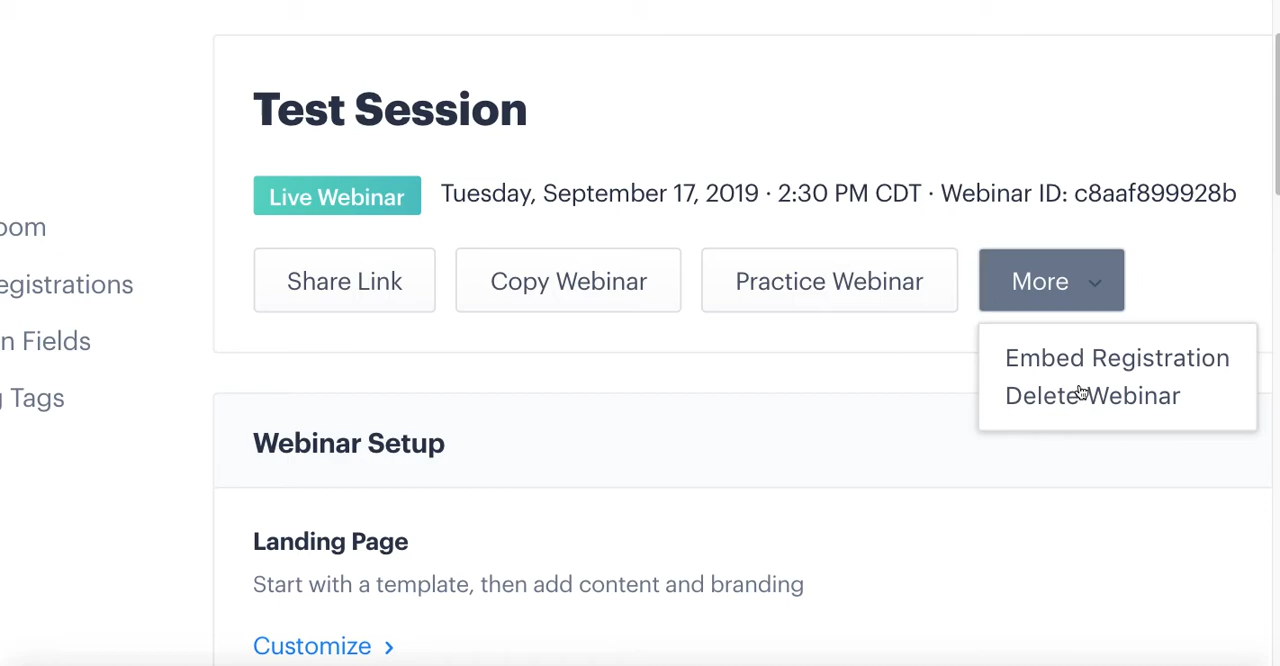 Test Session
Live Webinar
Tuesday, September 17, 2019 · 2:30 PM CDT · Webinar ID: c8aaf899928b
oom
egistrations
n Fields
Tags
Share Link
Copy Webinar
Practice Webinar
More
Embed Registration
Delete Webinar
Webinar Setup
Landing Page
Start with a template, then add content and branding
Customize